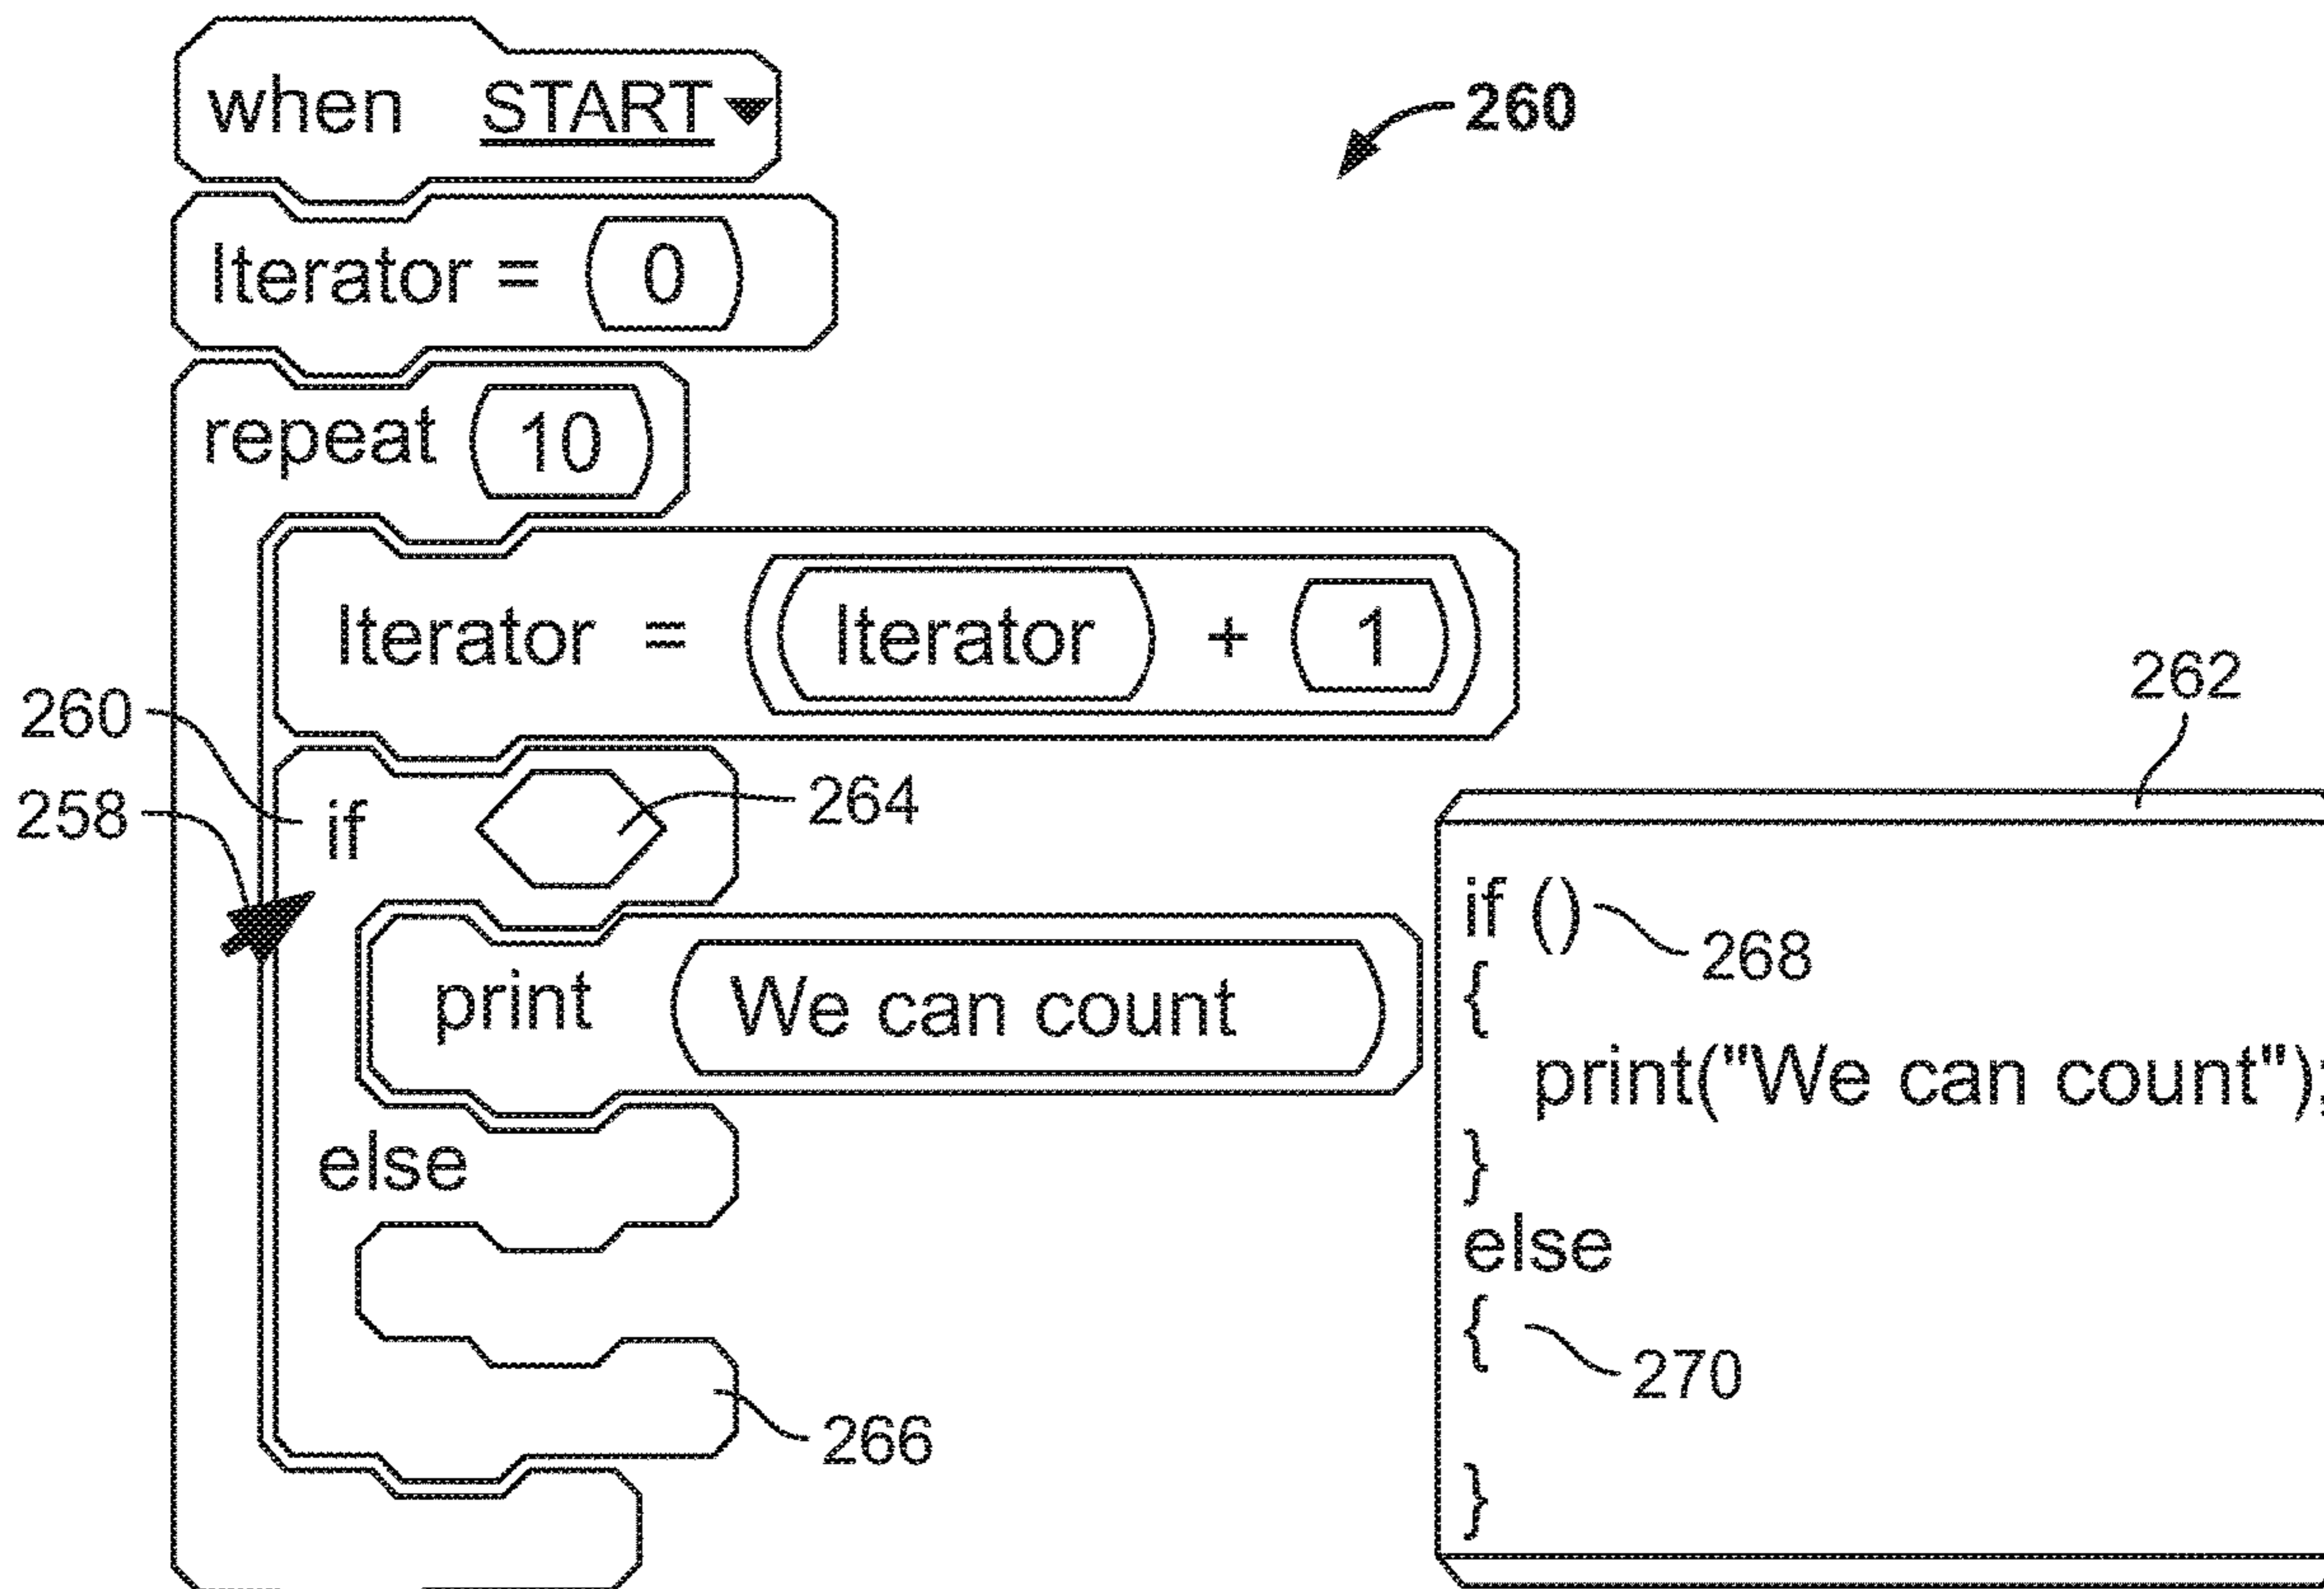 when START
260
Iterator = 0
repeat 10
Iterator = Iterator + 1
260
258
if
264
print We can count
else
266
262
if ()
268
{
print("We can count");
}
else
{
270
}